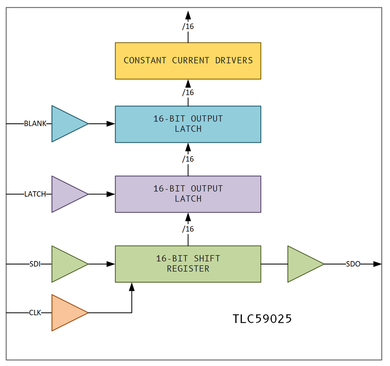 /16
CONSTANT CURRENT DRIVERS
/16
BLANK
16-BIT OUTPUT
LATCH
/16
LATCH
16-BIT OUTPUT
LATCH
/16
SDI
16-BIT SHIFT
REGISTER
SDO
CLK
TLC59025